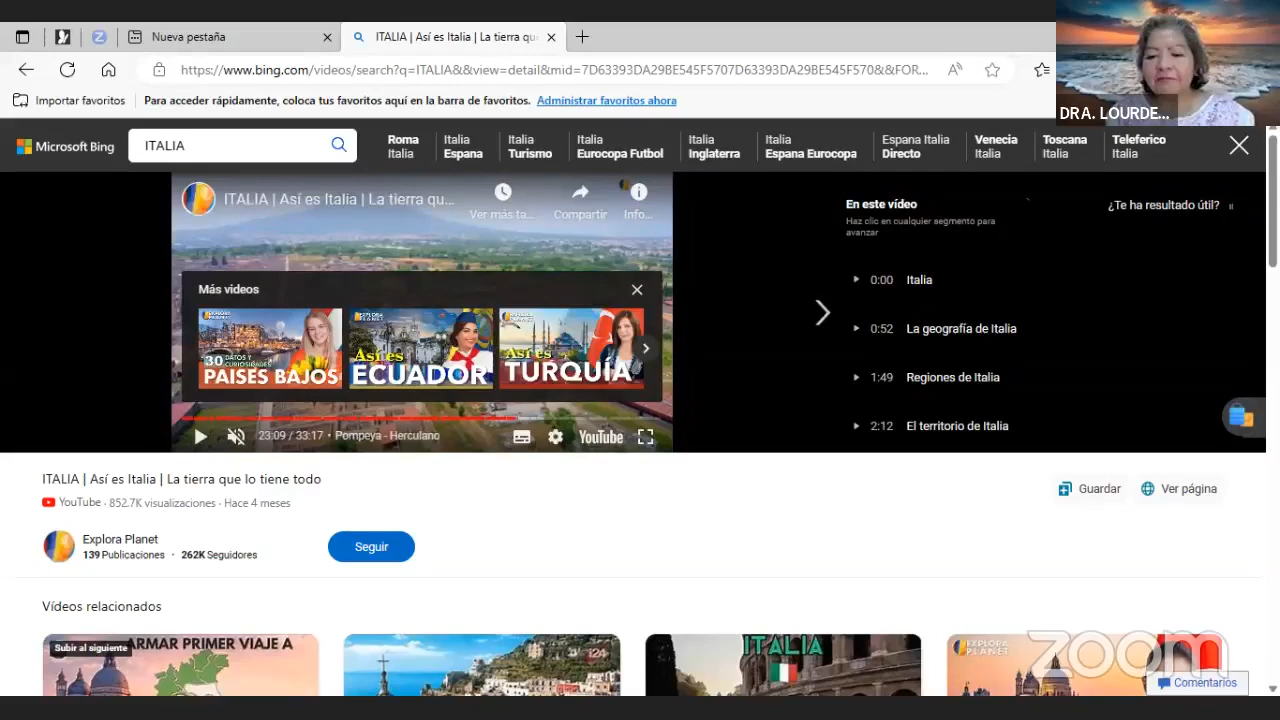 Nueva pestaña
ITALIA | Así es Italia | La tierra qu
https://www.bing.com/videos/search?q=ITALIA&&view=detail&mid=7D63393DA29BE545F5707D63393DA29BE545F570&&FOR...
Importar favoritos
Para acceder rápidamente, coloca tus favoritos aquí en la barra de favoritos. Administrar favoritos ahora
DRA. LOURDE...
Microsoft Bing
ITALIA
Roma Italia
Italia Espana
Italia Turismo
Italia Eurocopa Futbol
Italia Inglaterra
Italia Espana Eurocopa
Espana Italia Directo
Venecia Italia
Toscana Italia
Teleferico Italia
ITALIA | Así es Italia | La tierra qu...
Ver más ta...
Compartir
Info...
Más videos
EXPLORA PLANET
30 DATOS Y CURIOSIDADES
PAISES BAJOS
EXPLORA PLANET
Así es
ECUADOR
EXPLORA PLANET
Así es
TURQUÍA
23:09 / 33:17 • Pompeya - Herculano
YouTube
En este vídeo
Haz clic en cualquier segmento para
avanzar
¿Te ha resultado útil?
0:00 Italia
0:52 La geografía de Italia
1:49 Regiones de Italia
2:12 El territorio de Italia
ITALIA | Así es Italia | La tierra que lo tiene todo
YouTube · 852.7K visualizaciones · Hace 4 meses
Guardar
Ver página
Explora Planet
139 Publicaciones · 262K Seguidores
Seguir
Vídeos relacionados
Subir al siguiente
ARMAR PRIMER VIAJE A
i24
ITALIA
EXPLORA PLANET
zoom
Comentarios